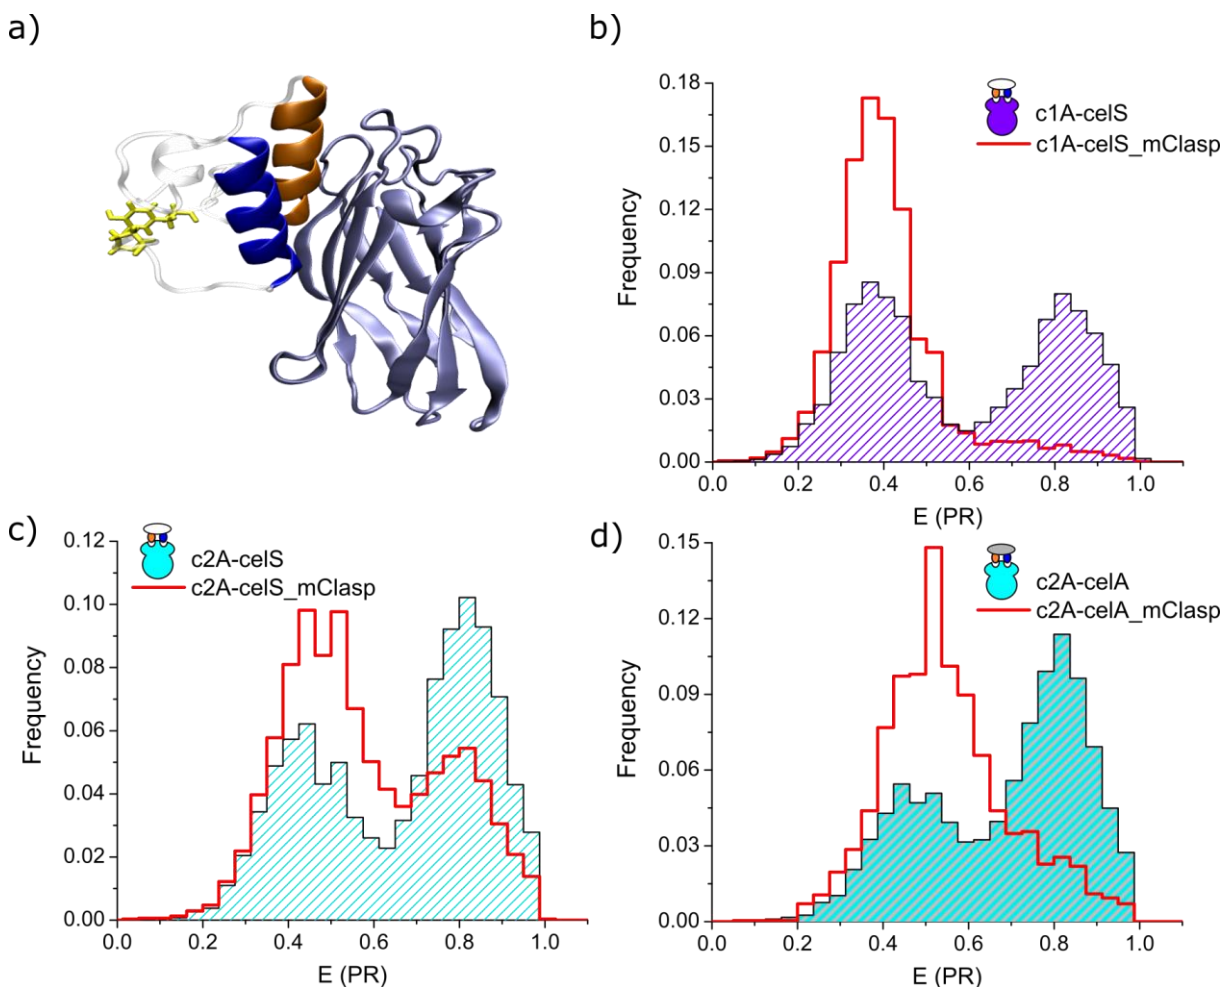 a)
b)
0.18
0.15
0.12
0.09
0.06
0.03
0.00
Frequency
c1A-celS
c1A-celS_mClasp
0.0 0.2 0.4 0.6 0.8 1.0
E (PR)
c)
0.12
0.10
0.08
0.06
0.04
0.02
0.00
Frequency
c2A-celS
c2A-celS_mClasp
0.0 0.2 0.4 0.6 0.8 1.0
E (PR)
d)
0.15
0.12
0.09
0.06
0.03
0.00
Frequency
c2A-celA
c2A-celA_mClasp
0.0 0.2 0.4 0.6 0.8 1.0
E (PR)